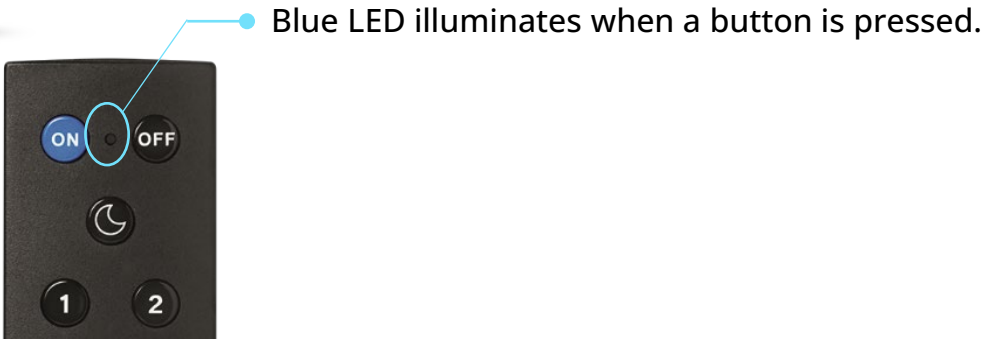 Blue LED illuminates when a button is pressed.
ON OFF
1 2